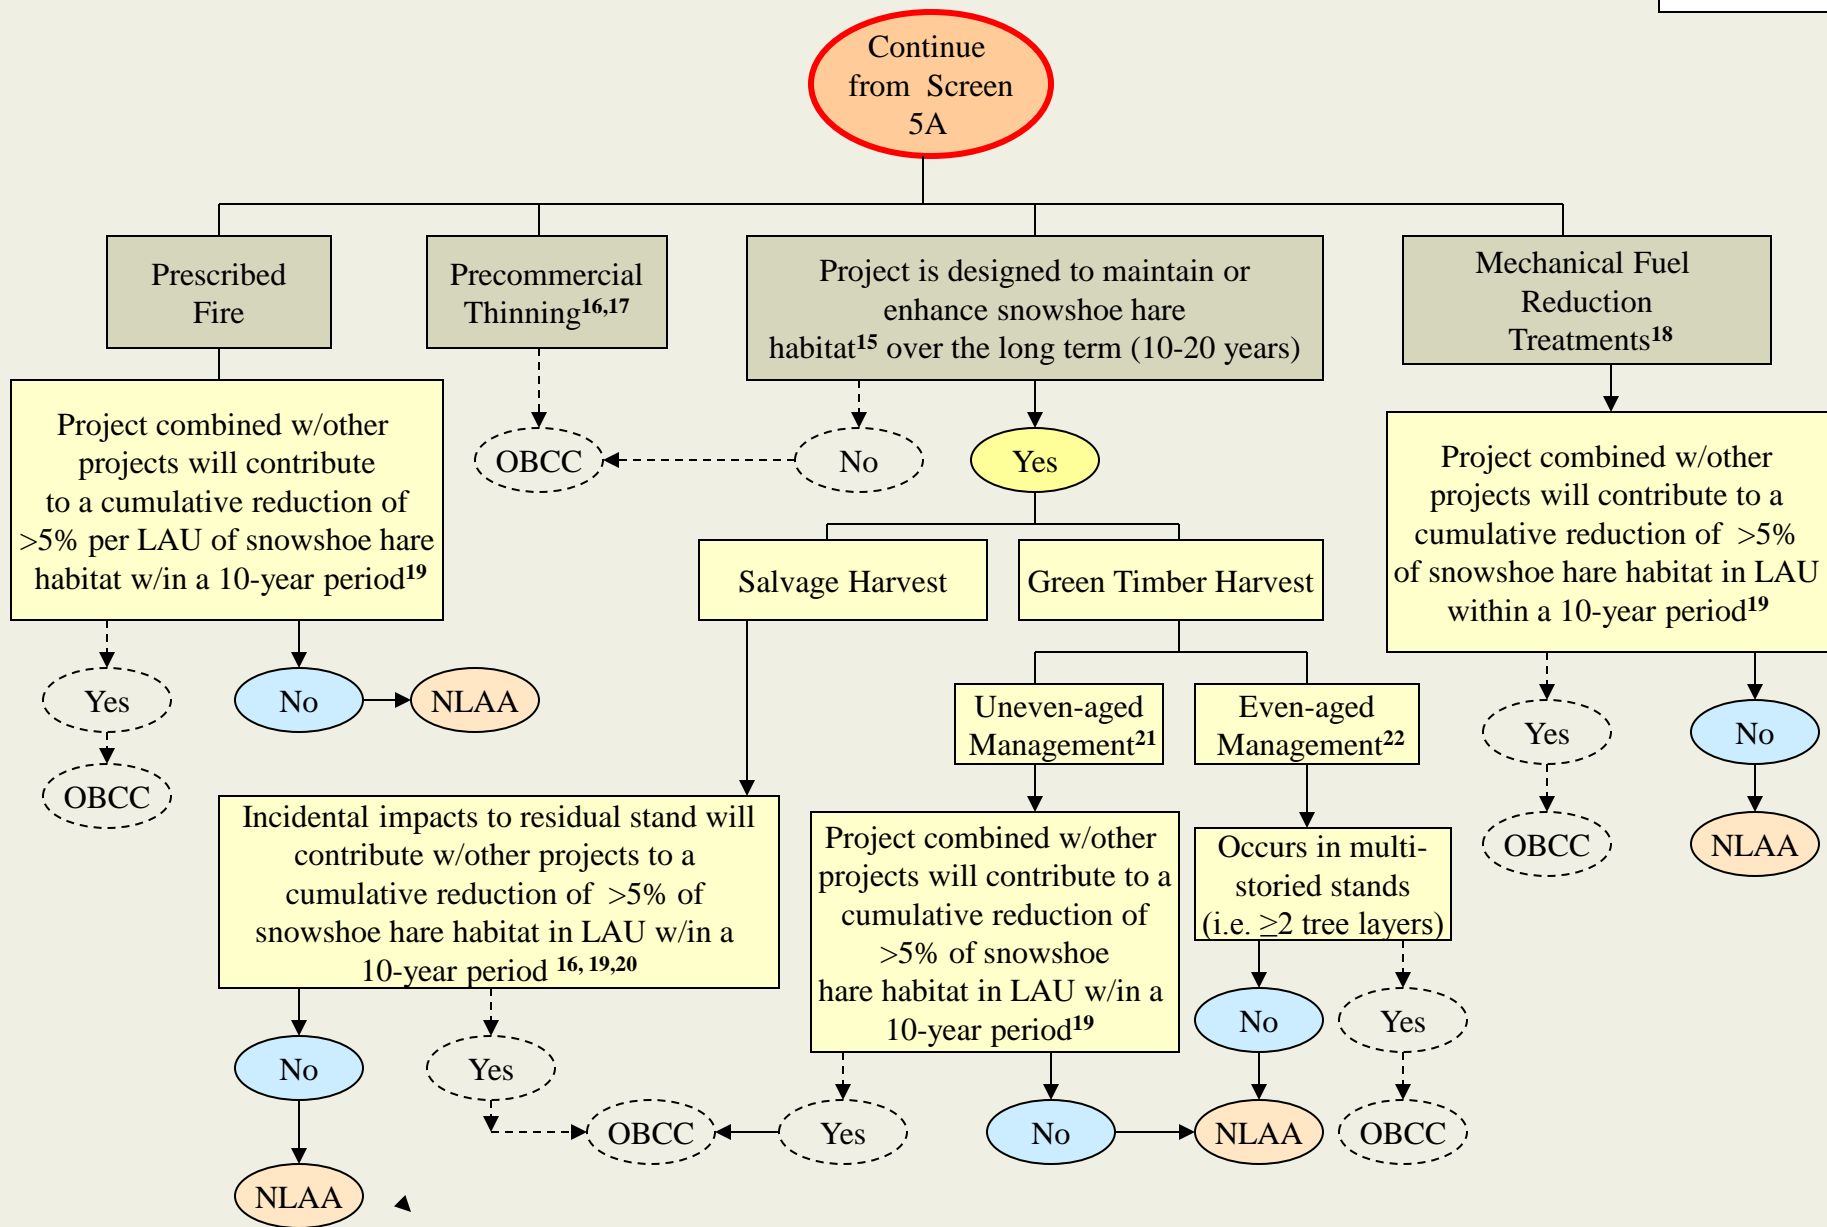 Continue
from Screen
5A
Prescribed
Fire
Precommercial
Thinning16,17
Project is designed to maintain or
enhance snowshoe hare
habitat15 over the long term (10-20 years)
Mechanical Fuel
Reduction
Treatments18
Project combined w/other
projects will contribute
to a cumulative reduction of
>5% per LAU of snowshoe hare
habitat w/in a 10-year period19
OBCC
No
Yes
Project combined w/other
projects will contribute to a
cumulative reduction of >5%
of snowshoe hare habitat in LAU
within a 10-year period19
Salvage Harvest
Green Timber Harvest
Yes
No
NLAA
OBCC
Uneven-aged
Management21
Even-aged
Management22
Yes
No
OBCC
NLAA
Incidental impacts to residual stand will
contribute w/other projects to a
cumulative reduction of >5% of
snowshoe hare habitat in LAU w/in a
10-year period 16, 19,20
Project combined w/other
projects will contribute to a
cumulative reduction of
>5% of snowshoe
hare habitat in LAU w/in a
10-year period19
Occurs in multi-
storied stands
(i.e. ≥2 tree layers)
No
Yes
No
Yes
OBCC
Yes
No
NLAA
OBCC
NLAA